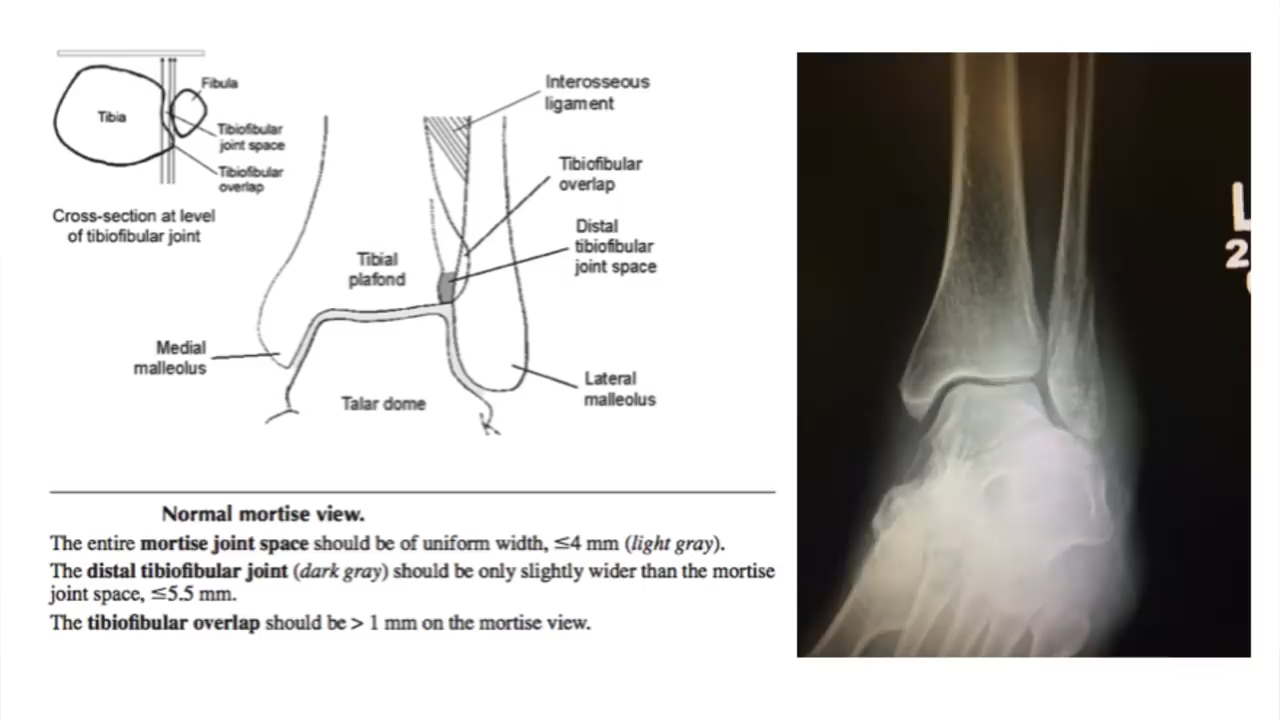 Fibula
Tibia
Tibiofibular
joint space
Tibiofibular
overlap
Cross-section at level
of tibiofibular joint
Interosseous
ligament
Tibiofibular
overlap
Distal
tibiofibular
joint space
Tibial
plafond
Medial
malleolus
Lateral
malleolus
Talar dome
Normal mortise view.
The entire mortise joint space should be of uniform width, ≤4 mm (light gray).
The distal tibiofibular joint (dark gray) should be only slightly wider than the mortise
joint space, ≤5.5 mm.
The tibiofibular overlap should be > 1 mm on the mortise view.
L
2